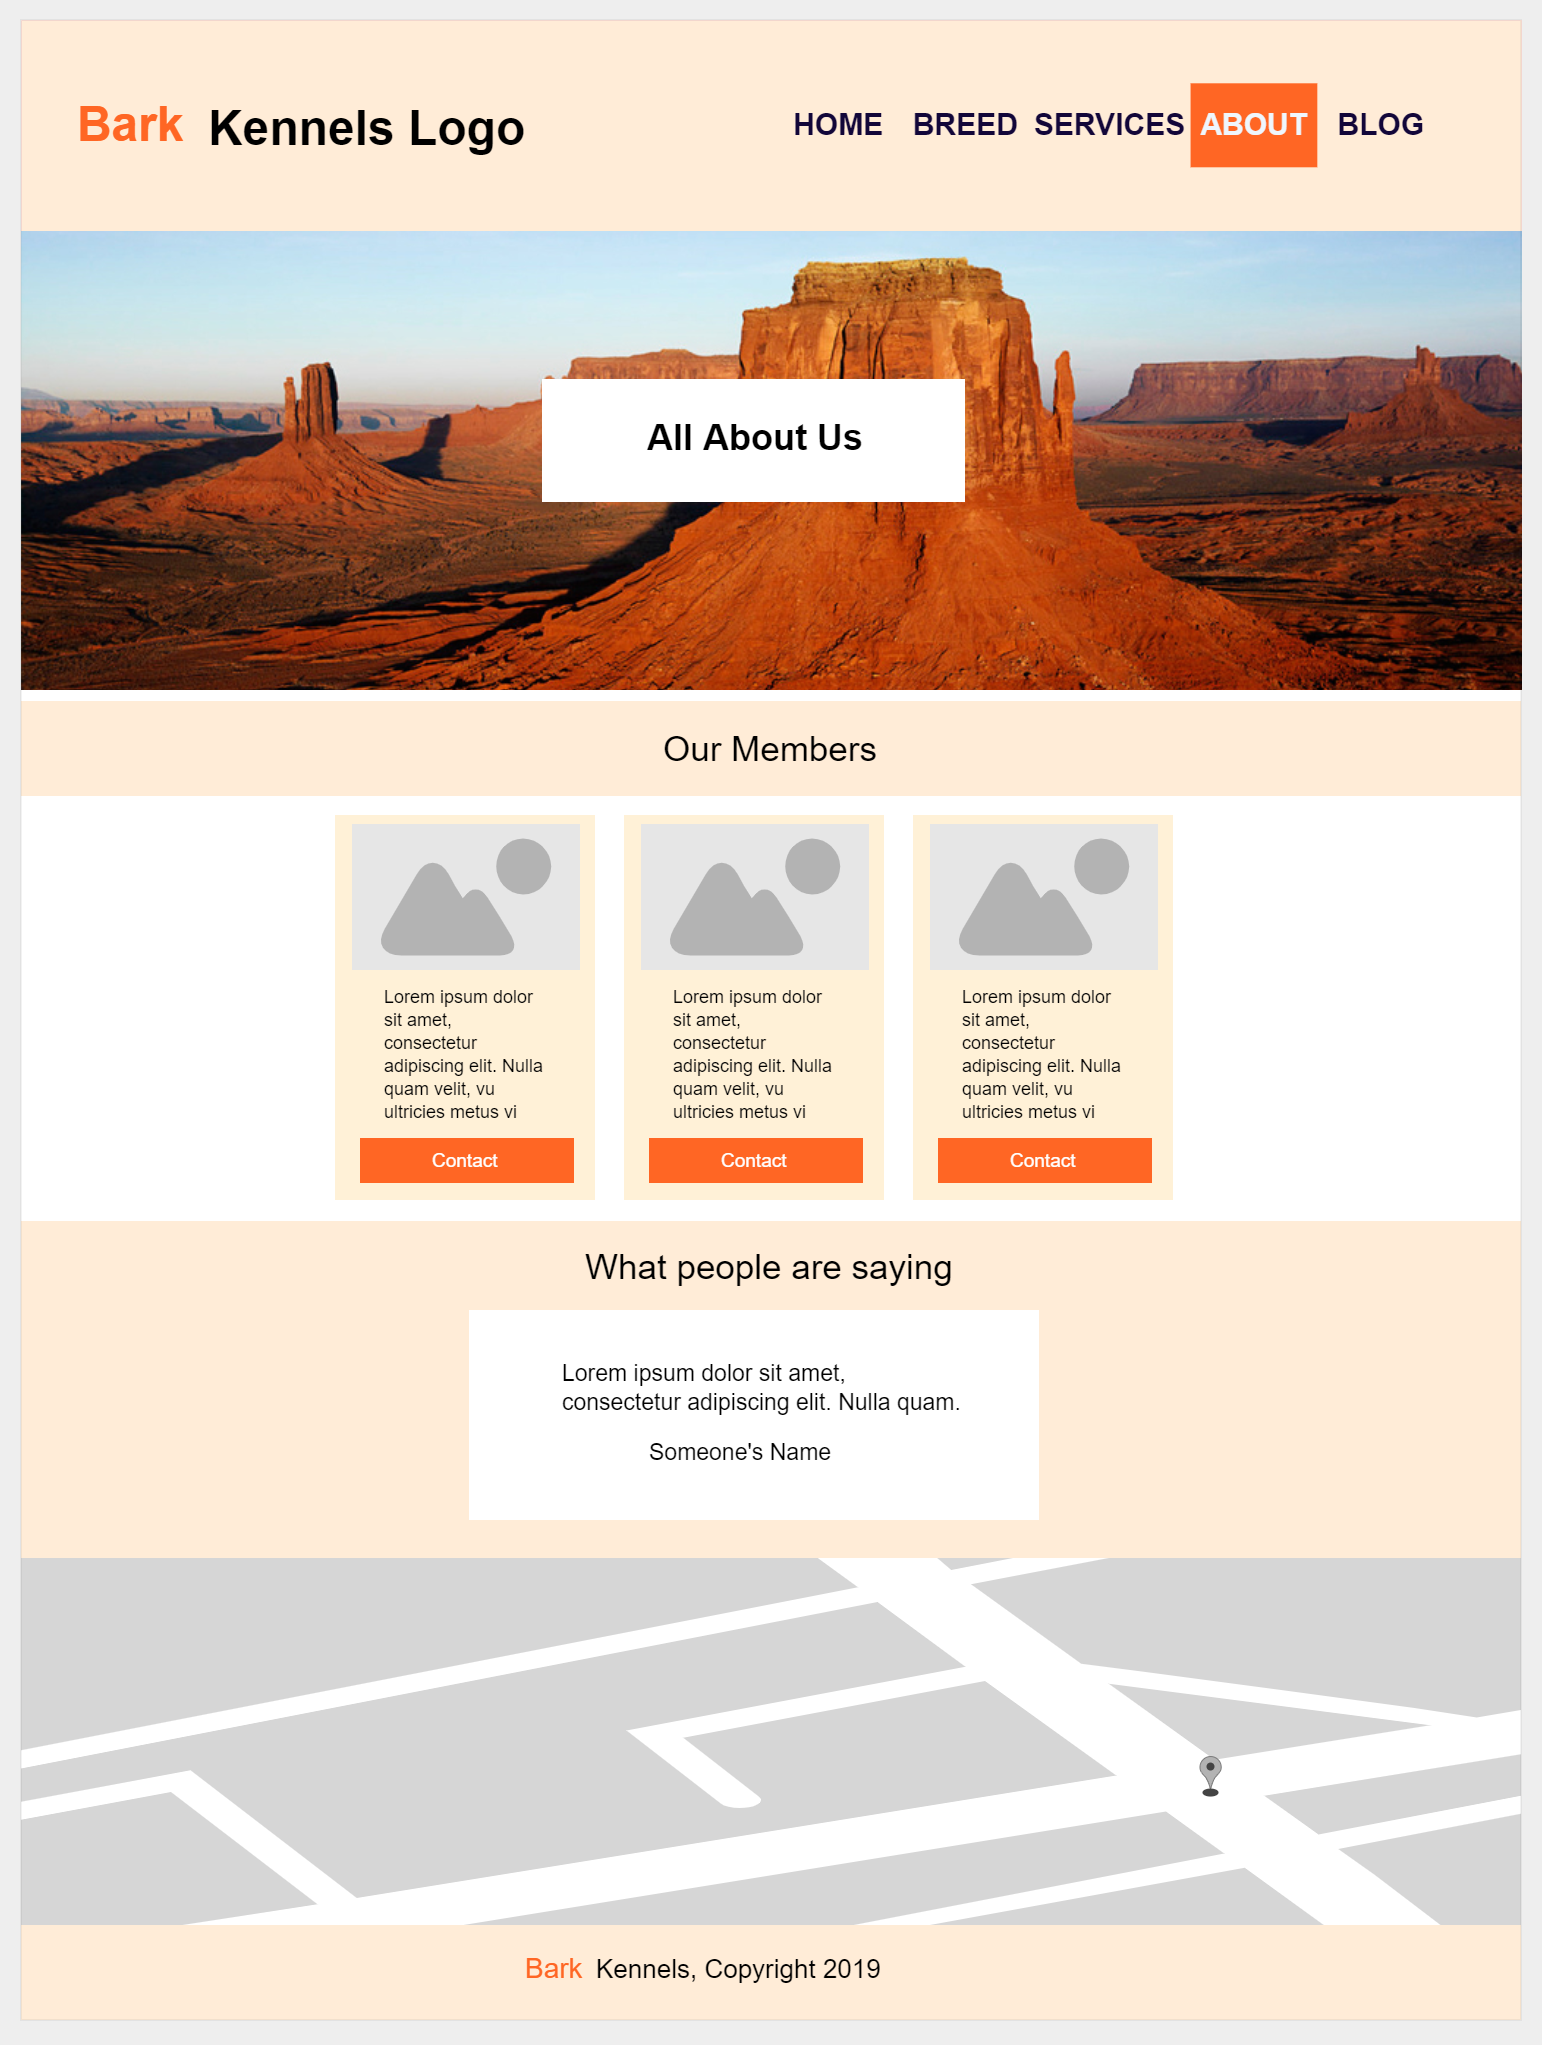 Bark Kennels Logo
HOME BREED SERVICES ABOUT BLOG
All About Us
Our Members
Lorem ipsum dolor
sit amet,
consectetur
adipiscing elit. Nulla
quam velit, vu
ultricies metus vi
Contact
Lorem ipsum dolor
sit amet,
consectetur
adipiscing elit. Nulla
quam velit, vu
ultricies metus vi
Contact
Lorem ipsum dolor
sit amet,
consectetur
adipiscing elit. Nulla
quam velit, vu
ultricies metus vi
Contact
What people are saying
Lorem ipsum dolor sit amet,
consectetur adipiscing elit. Nulla quam.
Someone's Name
Bark Kennels, Copyright 2019